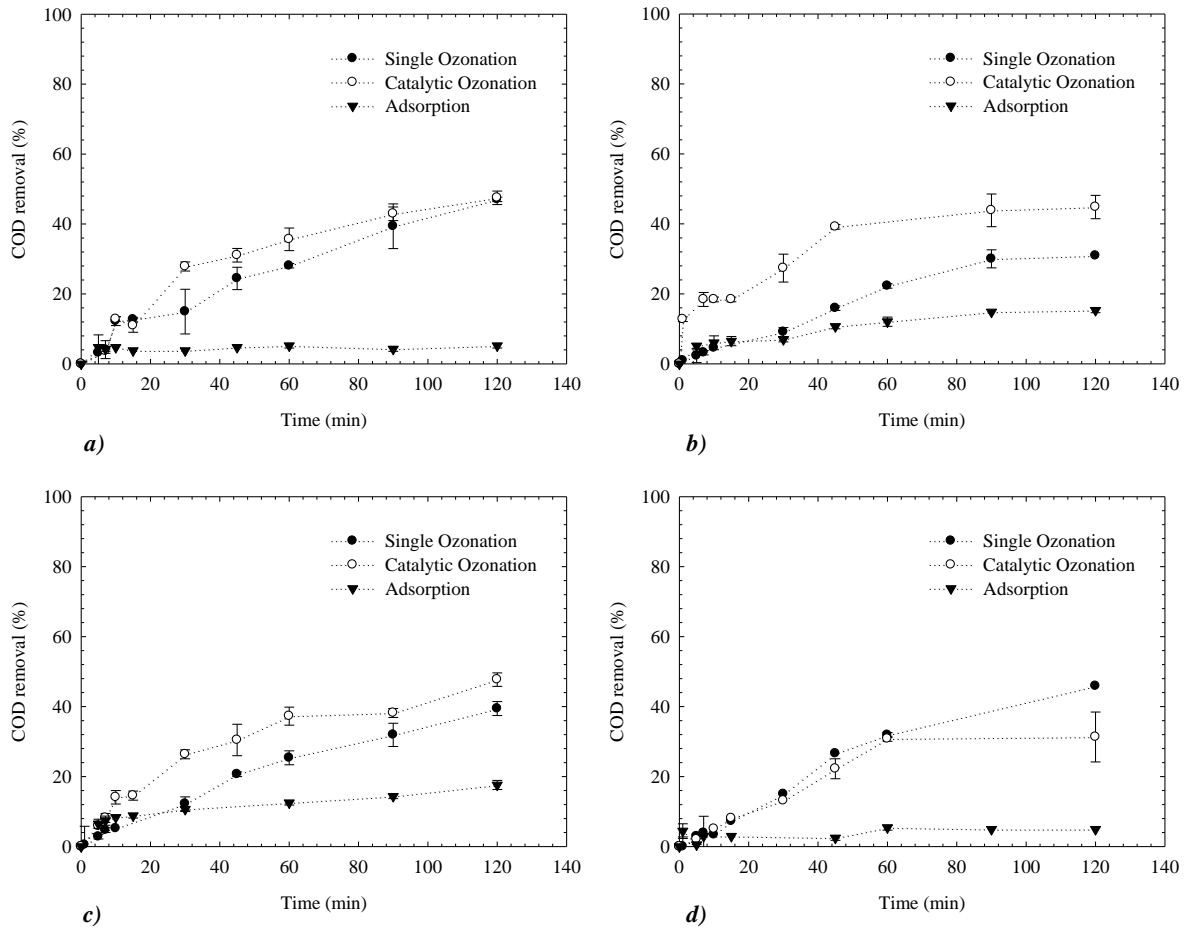 100
80
60
40
20
0
COD removal (%)
Single Ozonation
Catalytic Ozonation
Adsorption
0 20 40 60 80 100 120 140
Time (min)
a)
100
80
60
40
20
0
COD removal (%)
Single Ozonation
Catalytic Ozonation
Adsorption
0 20 40 60 80 100 120 140
Time (min)
b)
100
80
60
40
20
0
COD removal (%)
Single Ozonation
Catalytic Ozonation
Adsorption
0 20 40 60 80 100 120 140
Time (min)
c)
100
80
60
40
20
0
COD removal (%)
Single Ozonation
Catalytic Ozonation
Adsorption
0 20 40 60 80 100 120 140
Time (min)
d)